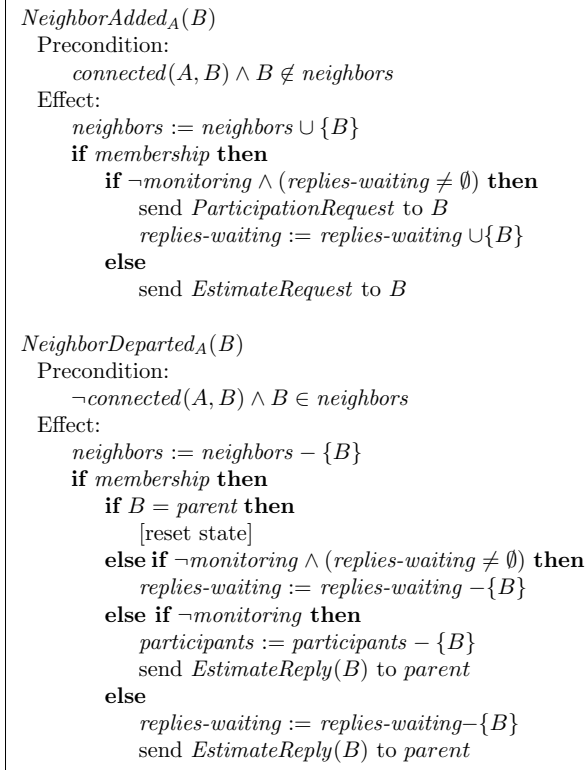 NeighborAdded_A(B)
Precondition:
connected(A, B) ∧ B ∉ neighbors
Effect:
neighbors := neighbors ∪ {B}
if membership then
if ¬monitoring ∧ (replies-waiting ≠ ∅) then
send ParticipationRequest to B
replies-waiting := replies-waiting ∪{B}
else
send EstimateRequest to B
NeighborDeparted_A(B)
Precondition:
¬connected(A, B) ∧ B ∈ neighbors
Effect:
neighbors := neighbors − {B}
if membership then
if B = parent then
[reset state]
else if ¬monitoring ∧ (replies-waiting ≠ ∅) then
replies-waiting := replies-waiting −{B}
else if ¬monitoring then
participants := participants − {B}
send EstimateReply(B) to parent
else
replies-waiting := replies-waiting−{B}
send EstimateReply(B) to parent